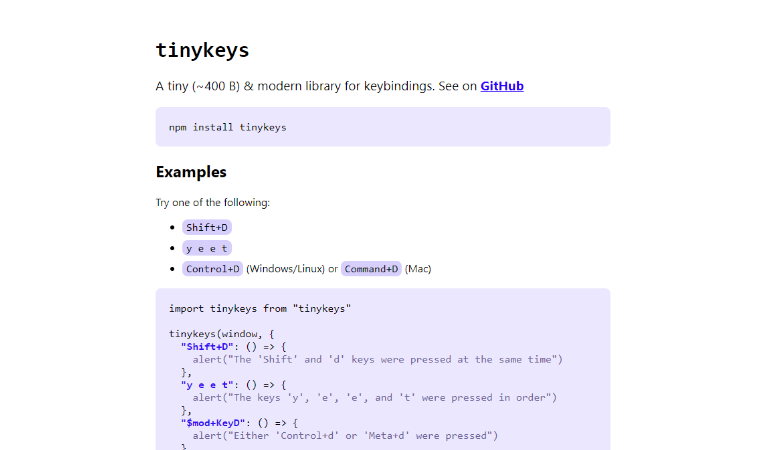 tinykeys
A tiny (~400 B) & modern library for keybindings. See on GitHub
npm install tinykeys
Examples
Try one of the following:
Shift+D
y e e t
Control+D (Windows/Linux) or Command+D (Mac)
import tinykeys from "tinykeys"
tinykeys(window, {
"Shift+D": () => {
alert("The 'Shift' and 'd' keys were pressed at the same time")
},
"y e e t": () => {
alert("The keys 'y', 'e', 'e', and 't' were pressed in order")
},
"$mod+KeyD": () => {
alert("Either 'Control+d' or 'Meta+d' were pressed")
}